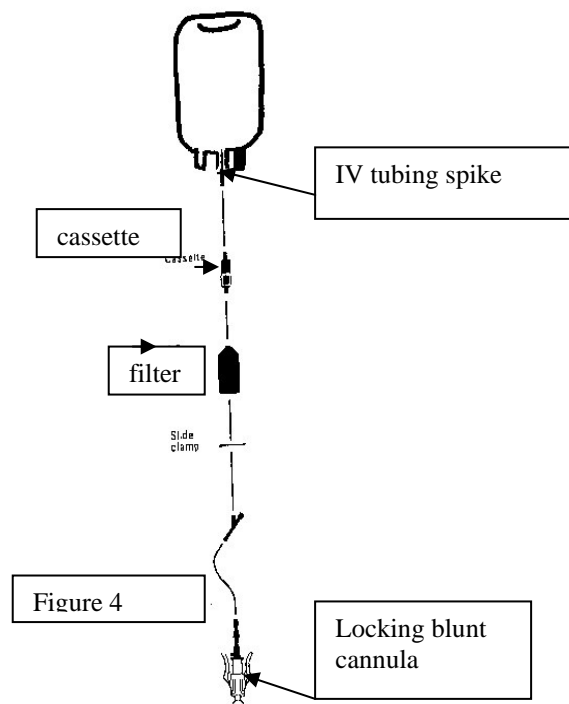 IV tubing spike
cassette
Cassette
filter
Slide
clamp
Figure 4
Locking blunt
cannula